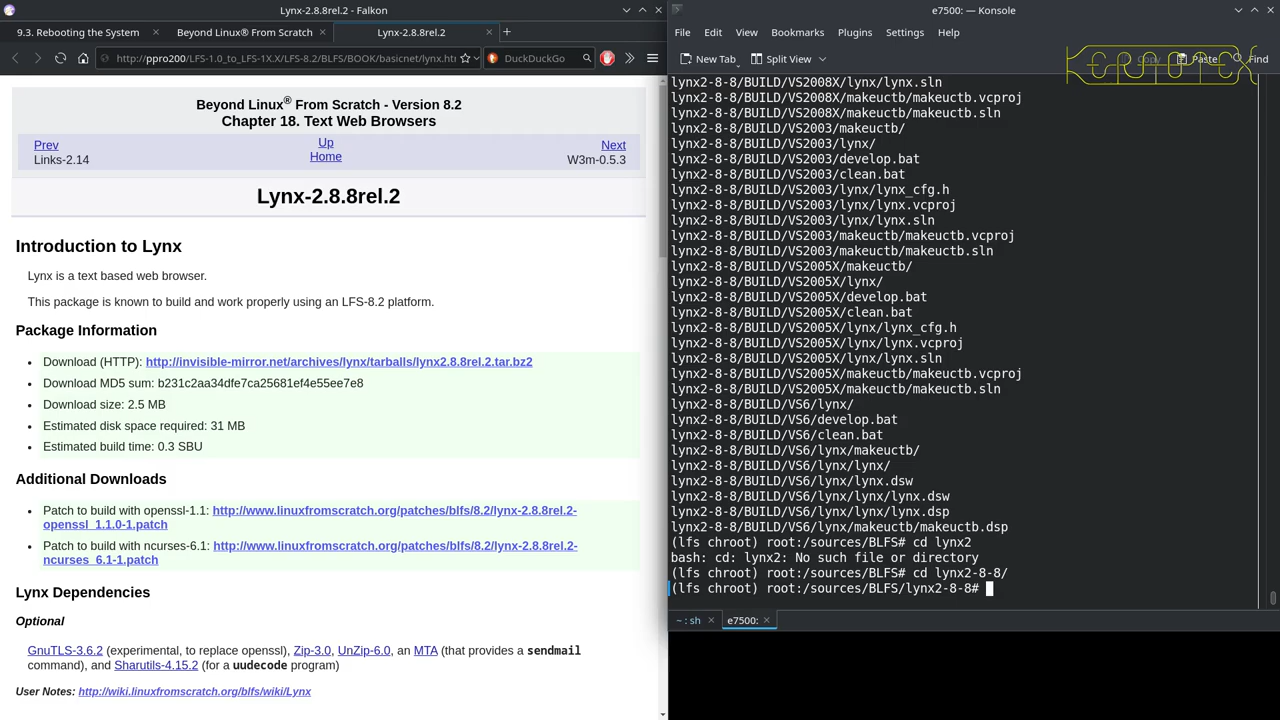 Lynx-2.8.8rel.2 - Falkon
9.3. Rebooting the System
Beyond Linux® From Scratch
Lynx-2.8.8rel.2
http://ppro200/LFS-1.0_to_LFS-1X.X/LFS-8.2/BLFS/BOOK/basicnet/lynx.ht
DuckDuckGo
Beyond Linux® From Scratch - Version 8.2
Chapter 18. Text Web Browsers
Prev
Up
Next
Links-2.14
Home
W3m-0.5.3
Lynx-2.8.8rel.2
Introduction to Lynx
Lynx is a text based web browser.
This package is known to build and work properly using an LFS-8.2 platform.
Package Information
• Download (HTTP): http://invisible-mirror.net/archives/lynx/tarballs/lynx2.8.8rel.2.tar.bz2
• Download MD5 sum: b231c2aa34dfe7ca25681ef4e55ee7e8
• Download size: 2.5 MB
• Estimated disk space required: 31 MB
• Estimated build time: 0.3 SBU
Additional Downloads
• Patch to build with openssl-1.1: http://www.linuxfromscratch.org/patches/blfs/8.2/lynx-2.8.8rel.2-
openssl_1.1.0-1.patch
• Patch to build with ncurses-6.1: http://www.linuxfromscratch.org/patches/blfs/8.2/lynx-2.8.8rel.2-
ncurses_6.1-1.patch
Lynx Dependencies
Optional
GnuTLS-3.6.2 (experimental, to replace openssl), Zip-3.0, UnZip-6.0, an MTA (that provides a sendmail
command), and Sharutils-4.15.2 (for a uudecode program)
User Notes: http://wiki.linuxfromscratch.org/blfs/wiki/Lynx
e7500: — Konsole
File Edit View Bookmarks Plugins Settings Help
New Tab
Split View
Copy
Paste
Find
lynx2-8-8/BUILD/VS2008X/lynx/lynx.sln
lynx2-8-8/BUILD/VS2008X/makeuctb/makeuctb.vcproj
lynx2-8-8/BUILD/VS2008X/makeuctb/makeuctb.sln
lynx2-8-8/BUILD/VS2003/makeuctb/
lynx2-8-8/BUILD/VS2003/lynx/
lynx2-8-8/BUILD/VS2003/develop.bat
lynx2-8-8/BUILD/VS2003/clean.bat
lynx2-8-8/BUILD/VS2003/lynx/lynx_cfg.h
lynx2-8-8/BUILD/VS2003/lynx/lynx.vcproj
lynx2-8-8/BUILD/VS2003/lynx/lynx.sln
lynx2-8-8/BUILD/VS2003/makeuctb/makeuctb.vcproj
lynx2-8-8/BUILD/VS2003/makeuctb/makeuctb.sln
lynx2-8-8/BUILD/VS2005X/makeuctb/
lynx2-8-8/BUILD/VS2005X/lynx/
lynx2-8-8/BUILD/VS2005X/develop.bat
lynx2-8-8/BUILD/VS2005X/clean.bat
lynx2-8-8/BUILD/VS2005X/lynx/lynx_cfg.h
lynx2-8-8/BUILD/VS2005X/lynx/lynx.vcproj
lynx2-8-8/BUILD/VS2005X/lynx/lynx.sln
lynx2-8-8/BUILD/VS2005X/makeuctb/makeuctb.vcproj
lynx2-8-8/BUILD/VS2005X/makeuctb/makeuctb.sln
lynx2-8-8/BUILD/VS6/lynx/
lynx2-8-8/BUILD/VS6/develop.bat
lynx2-8-8/BUILD/VS6/clean.bat
lynx2-8-8/BUILD/VS6/lynx/makeuctb/
lynx2-8-8/BUILD/VS6/lynx/lynx/
lynx2-8-8/BUILD/VS6/lynx/lynx.dsw
lynx2-8-8/BUILD/VS6/lynx/lynx/lynx.dsw
lynx2-8-8/BUILD/VS6/lynx/lynx/lynx.dsp
lynx2-8-8/BUILD/VS6/lynx/makeuctb/makeuctb.dsp
(lfs chroot) root:/sources/BLFS# cd lynx2
bash: cd: lynx2: No such file or directory
(lfs chroot) root:/sources/BLFS# cd lynx2-8-8/
(lfs chroot) root:/sources/BLFS/lynx2-8-8#
~ : sh
e7500: